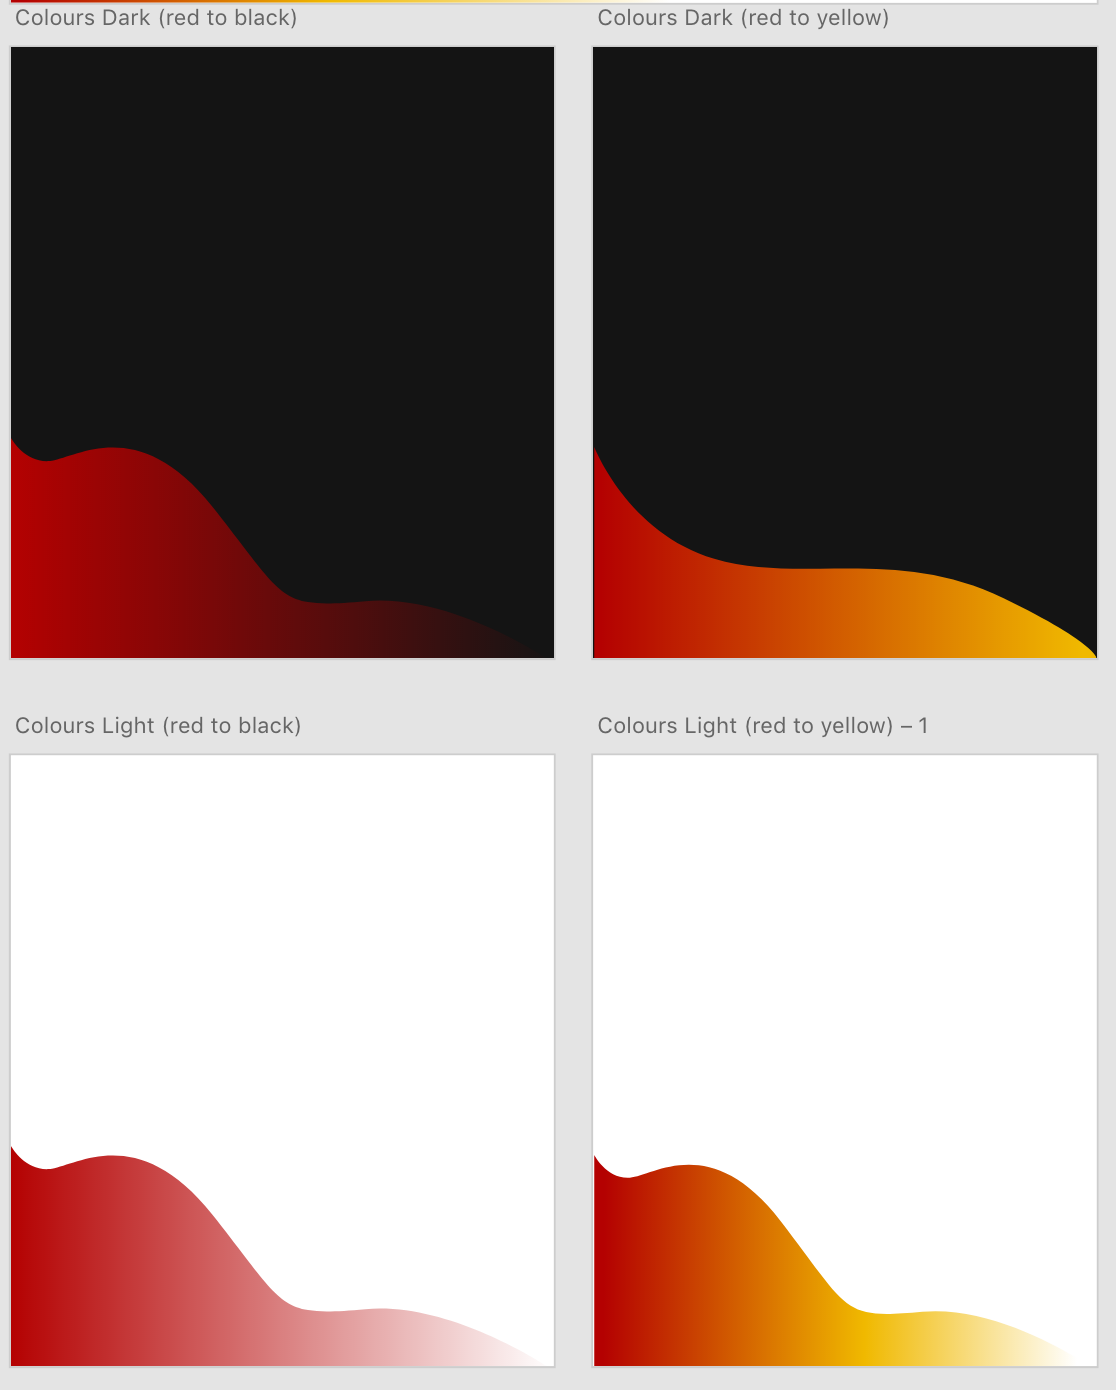 Colours Dark (red to black)
Colours Dark (red to yellow)
Colours Light (red to black)
Colours Light (red to yellow) – 1